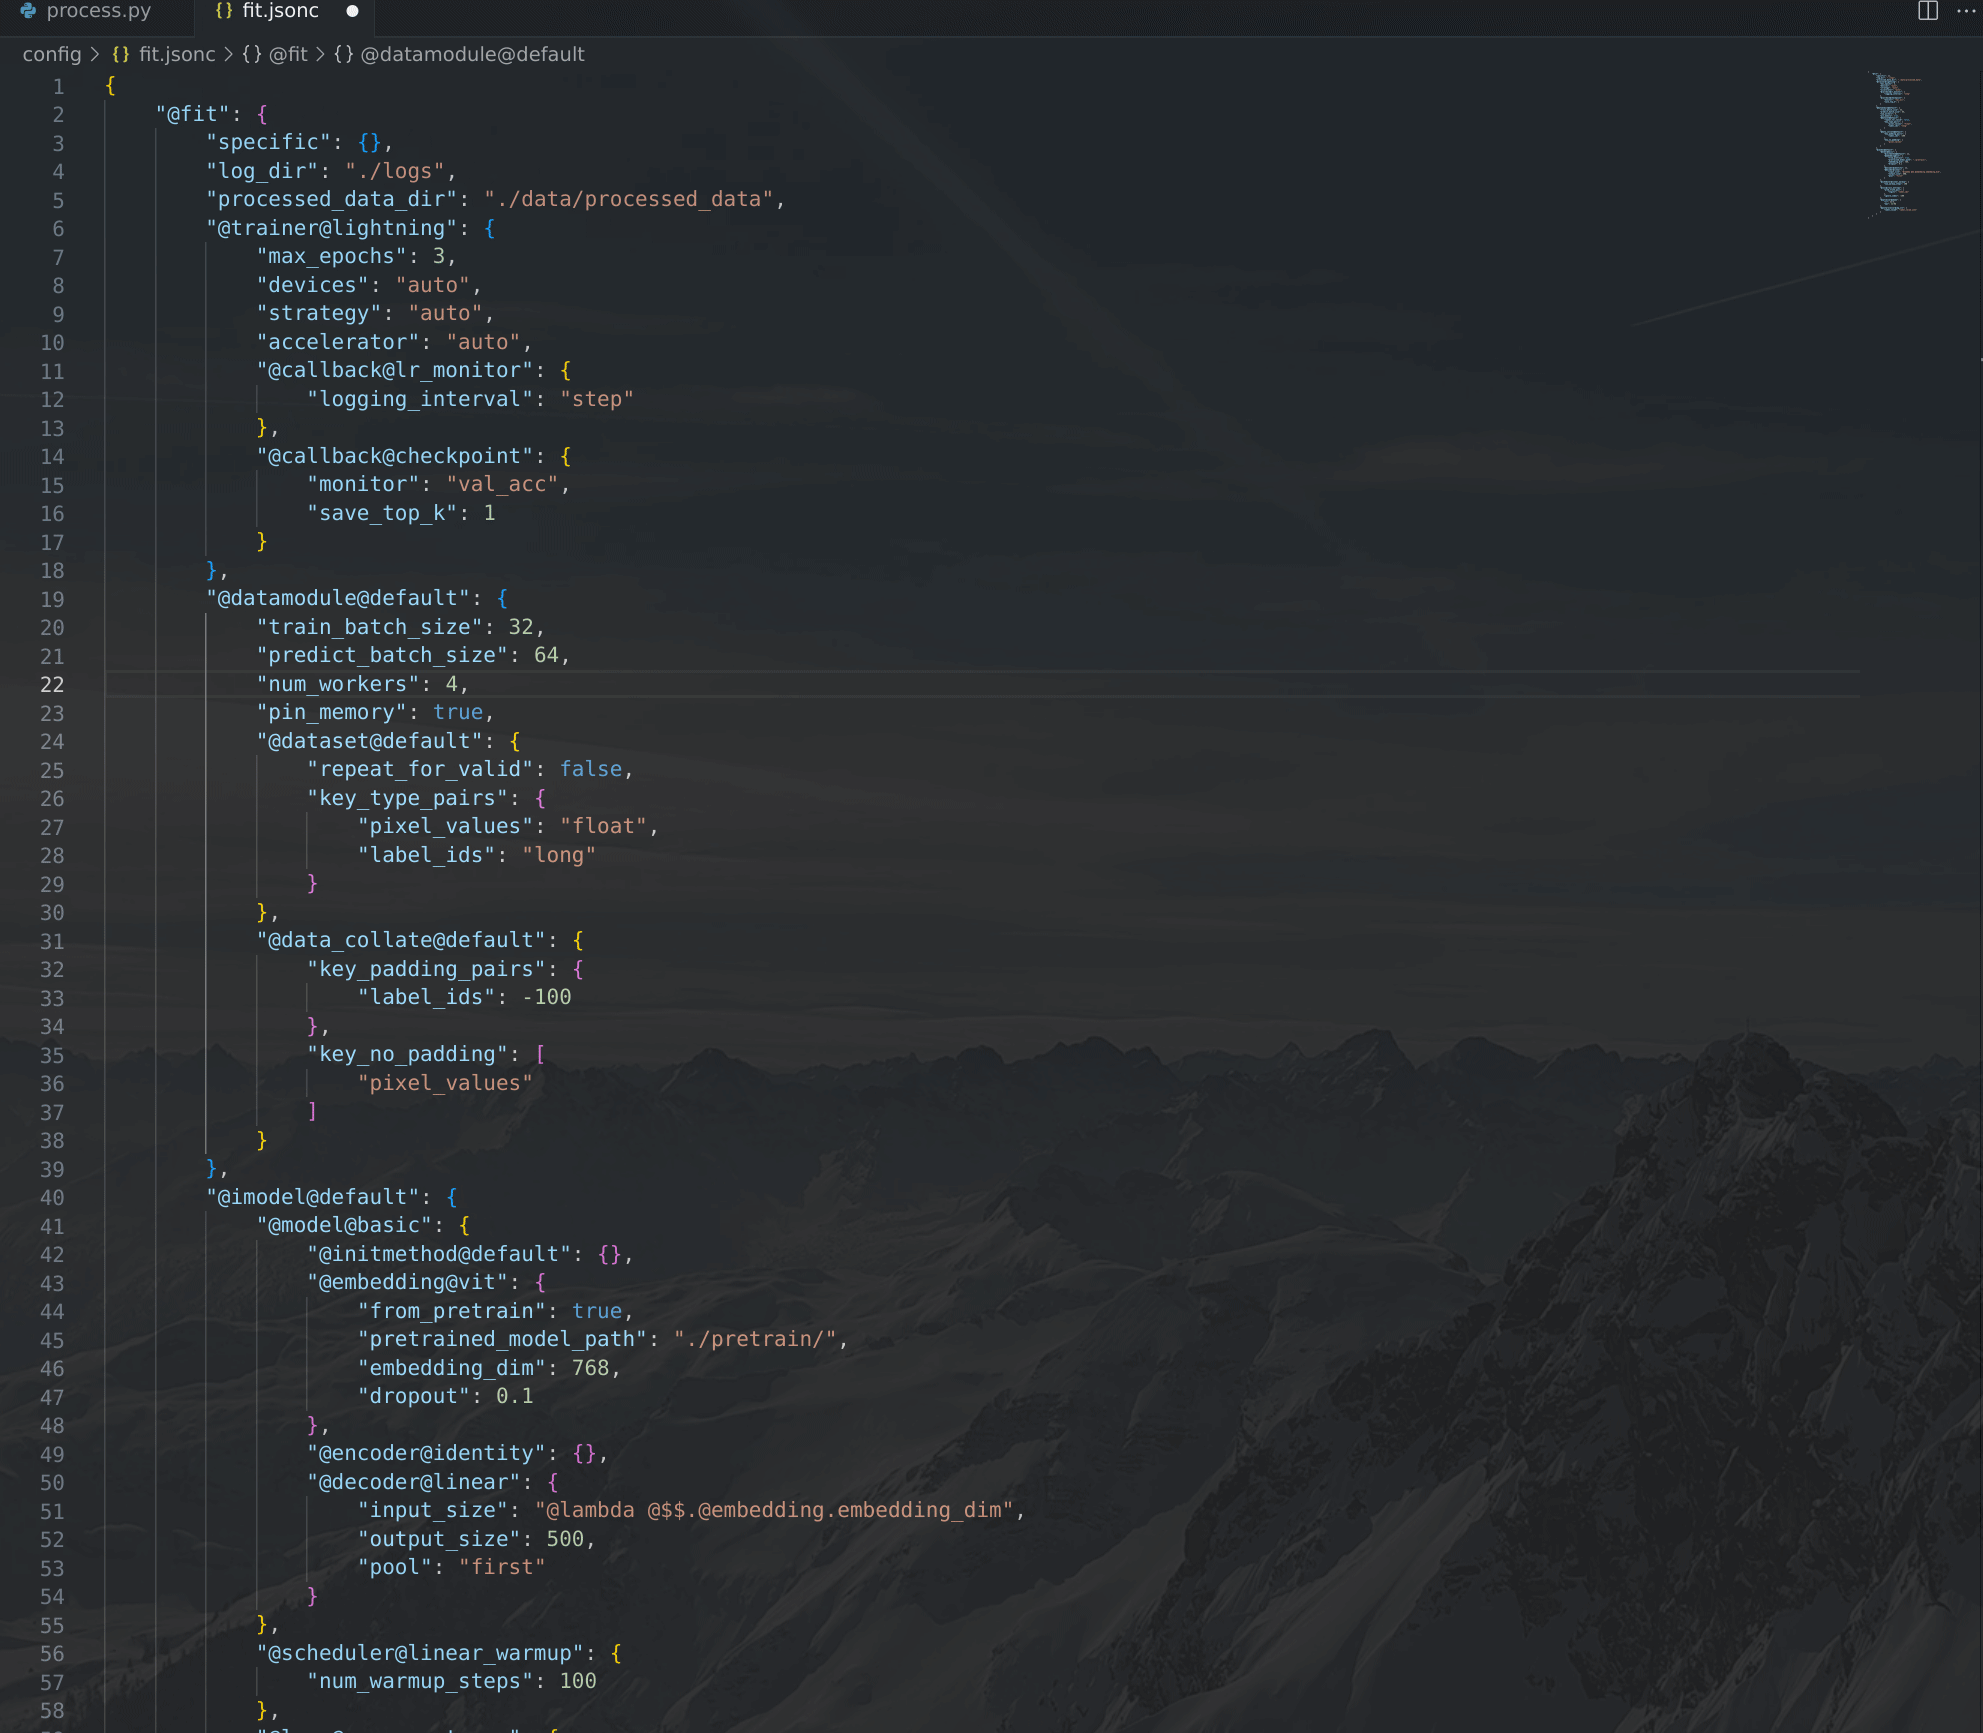 process.py
{} fit.jsonc
config > {} fit.jsonc > {} @fit > {} @datamodule@default
1 {
2 "@fit": {
3 "specific": {},
4 "log_dir": "./logs",
5 "processed_data_dir": "./data/processed_data",
6 "@trainer@lightning": {
7 "max_epochs": 3,
8 "devices": "auto",
9 "strategy": "auto",
10 "accelerator": "auto",
11 "@callback@lr_monitor": {
12 "logging_interval": "step"
13 },
14 "@callback@checkpoint": {
15 "monitor": "val_acc",
16 "save_top_k": 1
17 }
18 },
19 "@datamodule@default": {
20 "train_batch_size": 32,
21 "predict_batch_size": 64,
22 "num_workers": 4,
23 "pin_memory": true,
24 "@dataset@default": {
25 "repeat_for_valid": false,
26 "key_type_pairs": {
27 "pixel_values": "float",
28 "label_ids": "long"
29 }
30 },
31 "@data_collate@default": {
32 "key_padding_pairs": {
33 "label_ids": -100
34 },
35 "key_no_padding": [
36 "pixel_values"
37 ]
38 }
39 },
40 "@imodel@default": {
41 "@model@basic": {
42 "@initmethod@default": {},
43 "@embedding@vit": {
44 "from_pretrain": true,
45 "pretrained_model_path": "./pretrain/",
46 "embedding_dim": 768,
47 "dropout": 0.1
48 },
49 "@encoder@identity": {},
50 "@decoder@linear": {
51 "input_size": "@lambda @$$.@embedding.embedding_dim",
52 "output_size": 500,
53 "pool": "first"
54 }
55 },
56 "@scheduler@linear_warmup": {
57 "num_warmup_steps": 100
58 },